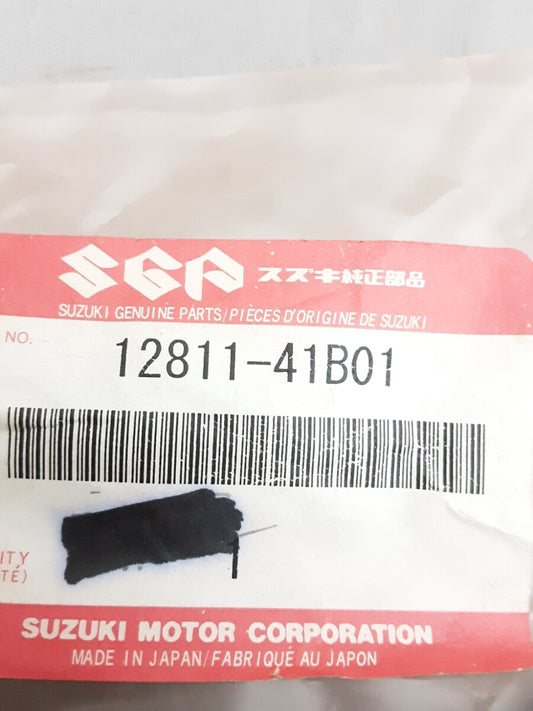 SGP スズキ純正部品
SUZUKI GENUINE PARTS/PIÈCES D'ORIGINE DE SUZUKI
NO. 12811-41B01
ITY
TÉ)
SUZUKI MOTOR CORPORATION
MADE IN JAPAN/FABRIQUÉ AU JAPON